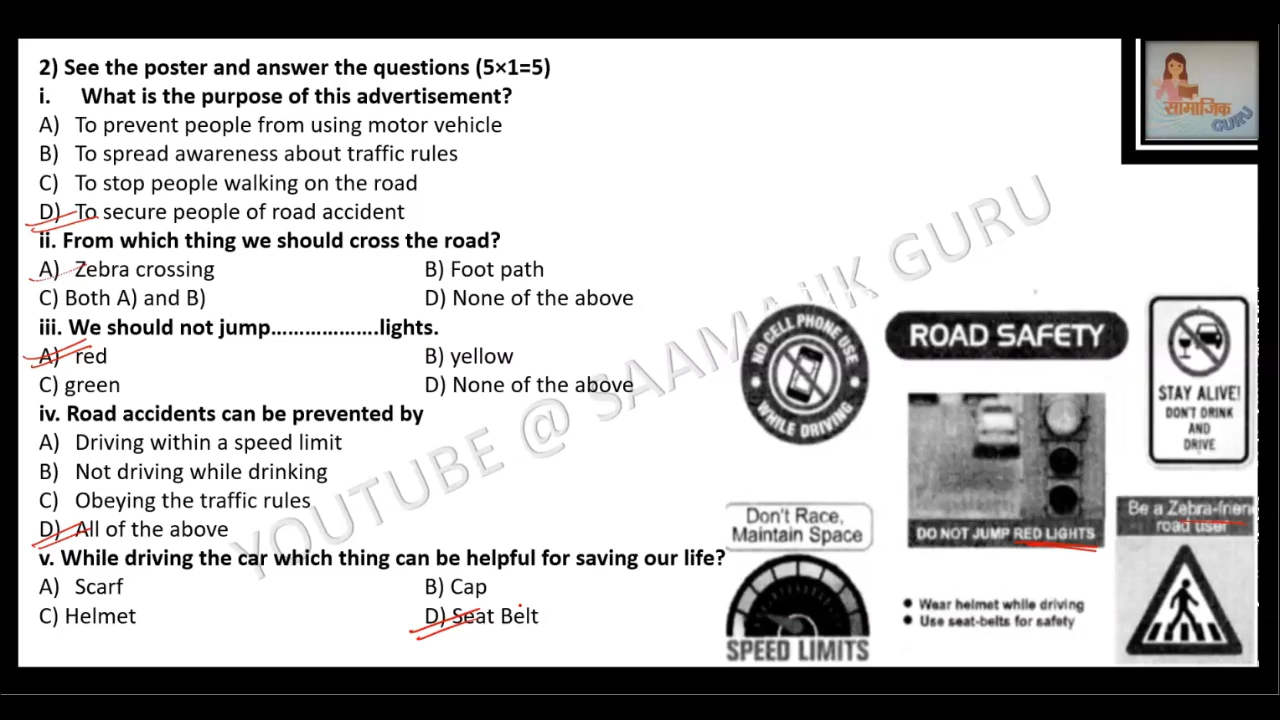 2) See the poster and answer the questions (5×1=5)
i. What is the purpose of this advertisement?
A) To prevent people from using motor vehicle
B) To spread awareness about traffic rules
C) To stop people walking on the road
D) To secure people of road accident
ii. From which thing we should cross the road?
A) Zebra crossing B) Foot path
C) Both A) and B) D) None of the above
iii. We should not jump...................lights.
A) red B) yellow
C) green D) None of the above
iv. Road accidents can be prevented by
A) Driving within a speed limit
B) Not driving while drinking
C) Obeying the traffic rules
D) All of the above
v. While driving the car which thing can be helpful for saving our life?
A) Scarf B) Cap
C) Helmet D) Seat Belt
सामाजिक
GURU
YOUTUBE @ SAAMAJIK GURU
NO CELL PHONE USE
WHILE DRIVING
ROAD SAFETY
DO NOT JUMP RED LIGHTS
STAY ALIVE!
DON'T DRINK
AND
DRIVE
Don't Race,
Maintain Space
SPEED LIMITS
• Wear helmet while driving
• Use seat-belts for safety
Be a Zebra-frien
road user